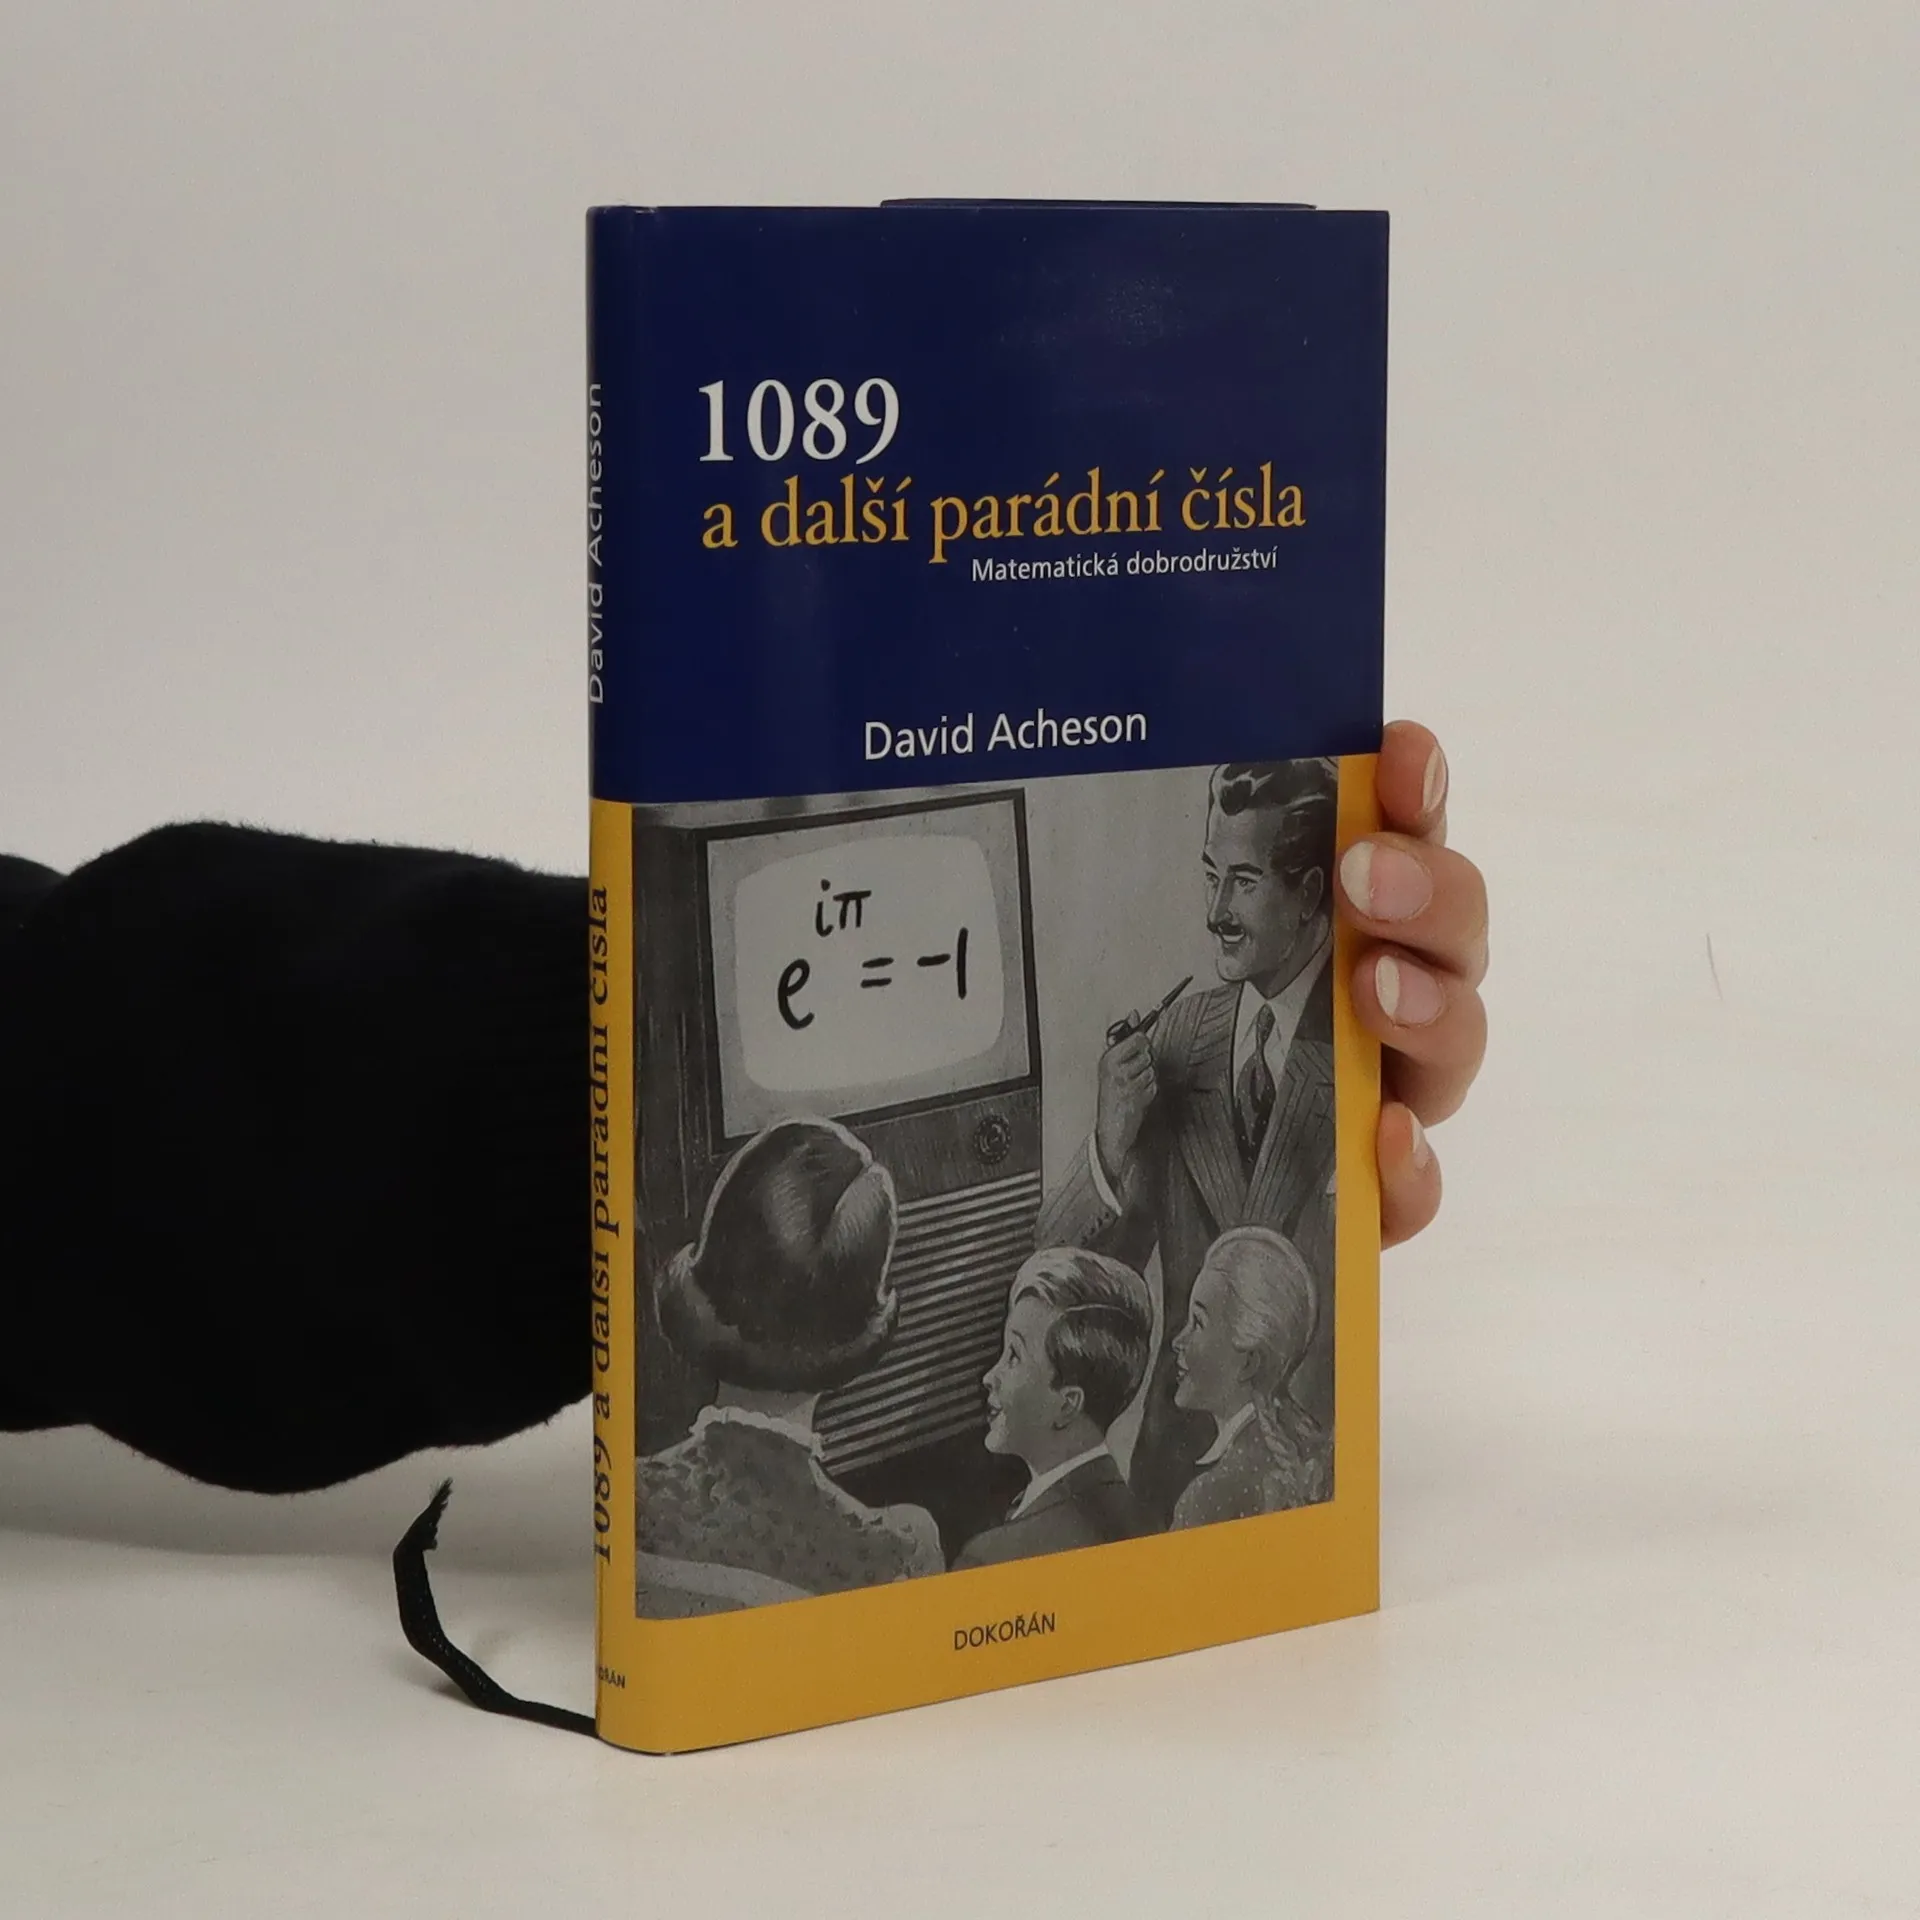 1089
a další parádní čísla
Matematická dobrodružství
David Acheson
iπ
e = -1
DOKOŘÁN
David Acheson
1089 a další parádní čísla